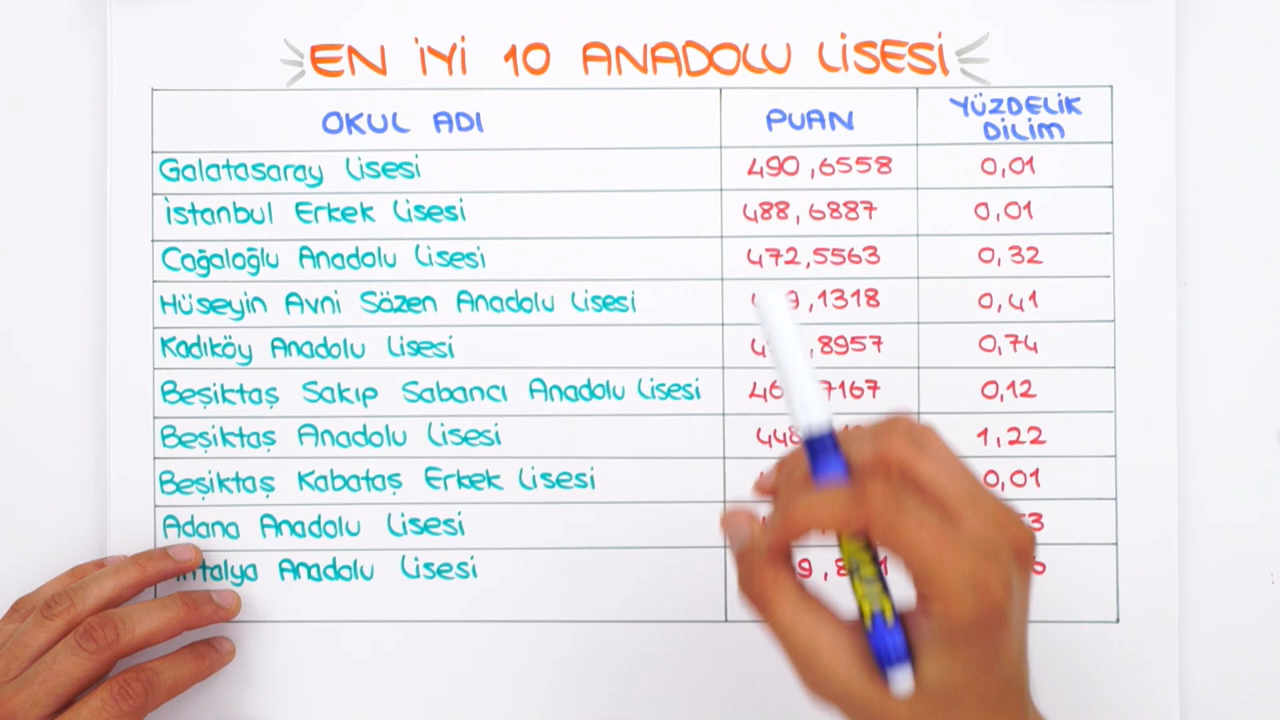 EN İYİ 10 ANADOLU LİSESİ
OKUL ADI PUAN YÜZDELİK DİLİM
Galatasaray Lisesi 490,6558 0,01
İstanbul Erkek Lisesi 488,6887 0,01
Cağaloğlu Anadolu Lisesi 472,5563 0,32
Hüseyin Avni Sözen Anadolu Lisesi 0,41
Kadıköy Anadolu Lisesi 0,74
Beşiktaş Sakıp Sabancı Anadolu Lisesi 0,12
Beşiktaş Anadolu Lisesi 1,22
Beşiktaş Kabataş Erkek Lisesi 0,01
Adana Anadolu Lisesi
Antalya Anadolu Lisesi